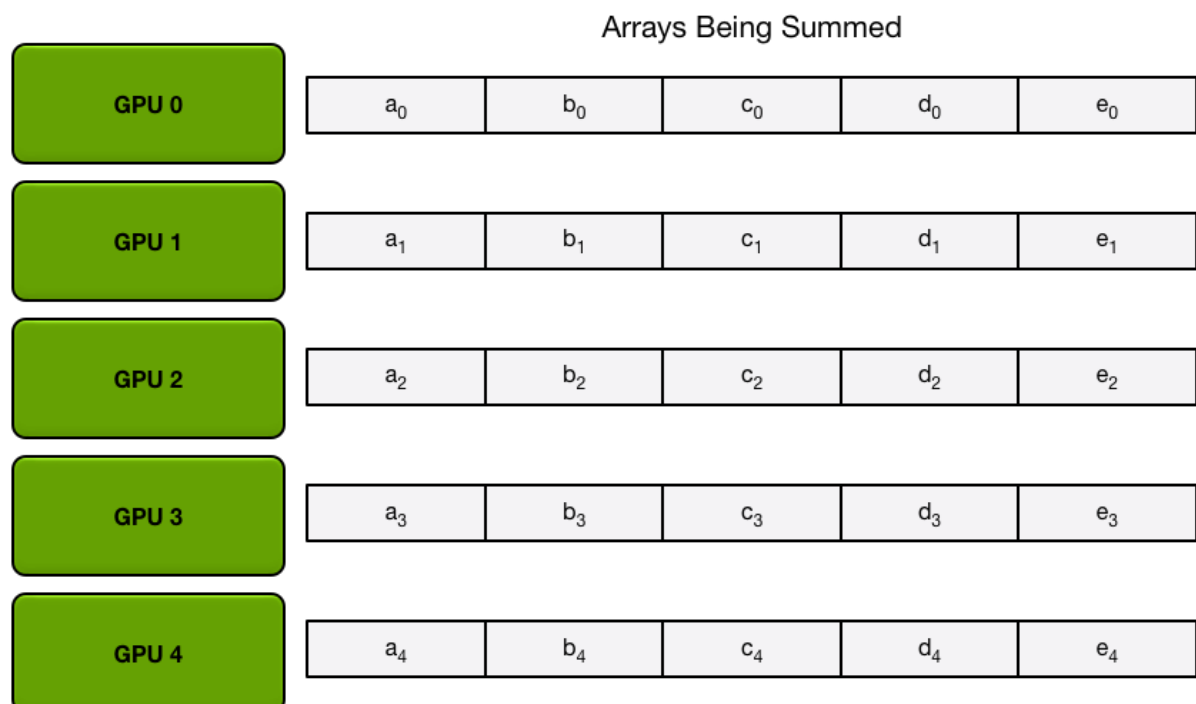 Arrays Being Summed
GPU 0 a₀ b₀ c₀ d₀ e₀
GPU 1 a₁ b₁ c₁ d₁ e₁
GPU 2 a₂ b₂ c₂ d₂ e₂
GPU 3 a₃ b₃ c₃ d₃ e₃
GPU 4 a₄ b₄ c₄ d₄ e₄